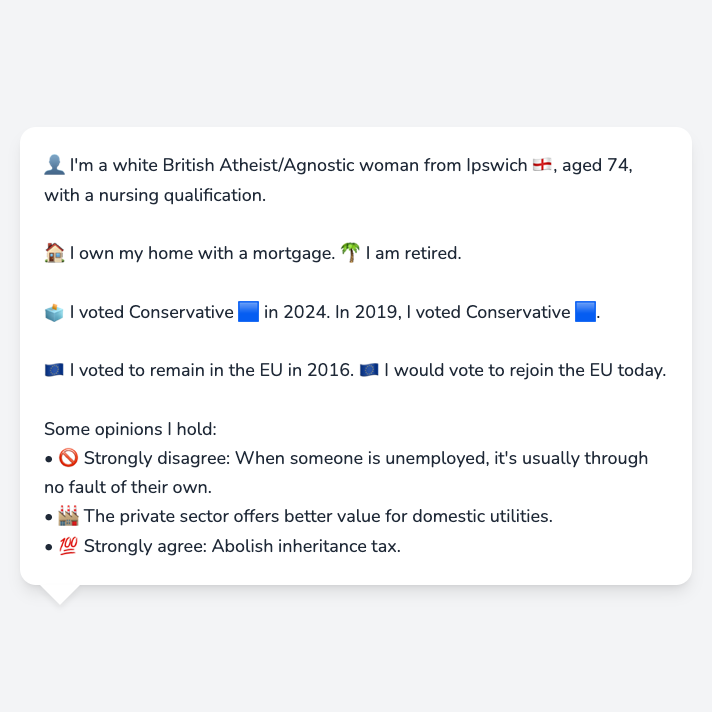 👤 I'm a white British Atheist/Agnostic woman from Ipswich 🏴󠁧󠁢󠁥󠁮󠁧󠁿, aged 74,
with a nursing qualification.
🏠 I own my home with a mortgage. 🌴 I am retired.
🗳️ I voted Conservative 🟦 in 2024. In 2019, I voted Conservative 🟦.
🇪🇺 I voted to remain in the EU in 2016. 🇪🇺 I would vote to rejoin the EU today.
Some opinions I hold:
• 🚫 Strongly disagree: When someone is unemployed, it's usually through
no fault of their own.
• 🏭 The private sector offers better value for domestic utilities.
• 💯 Strongly agree: Abolish inheritance tax.